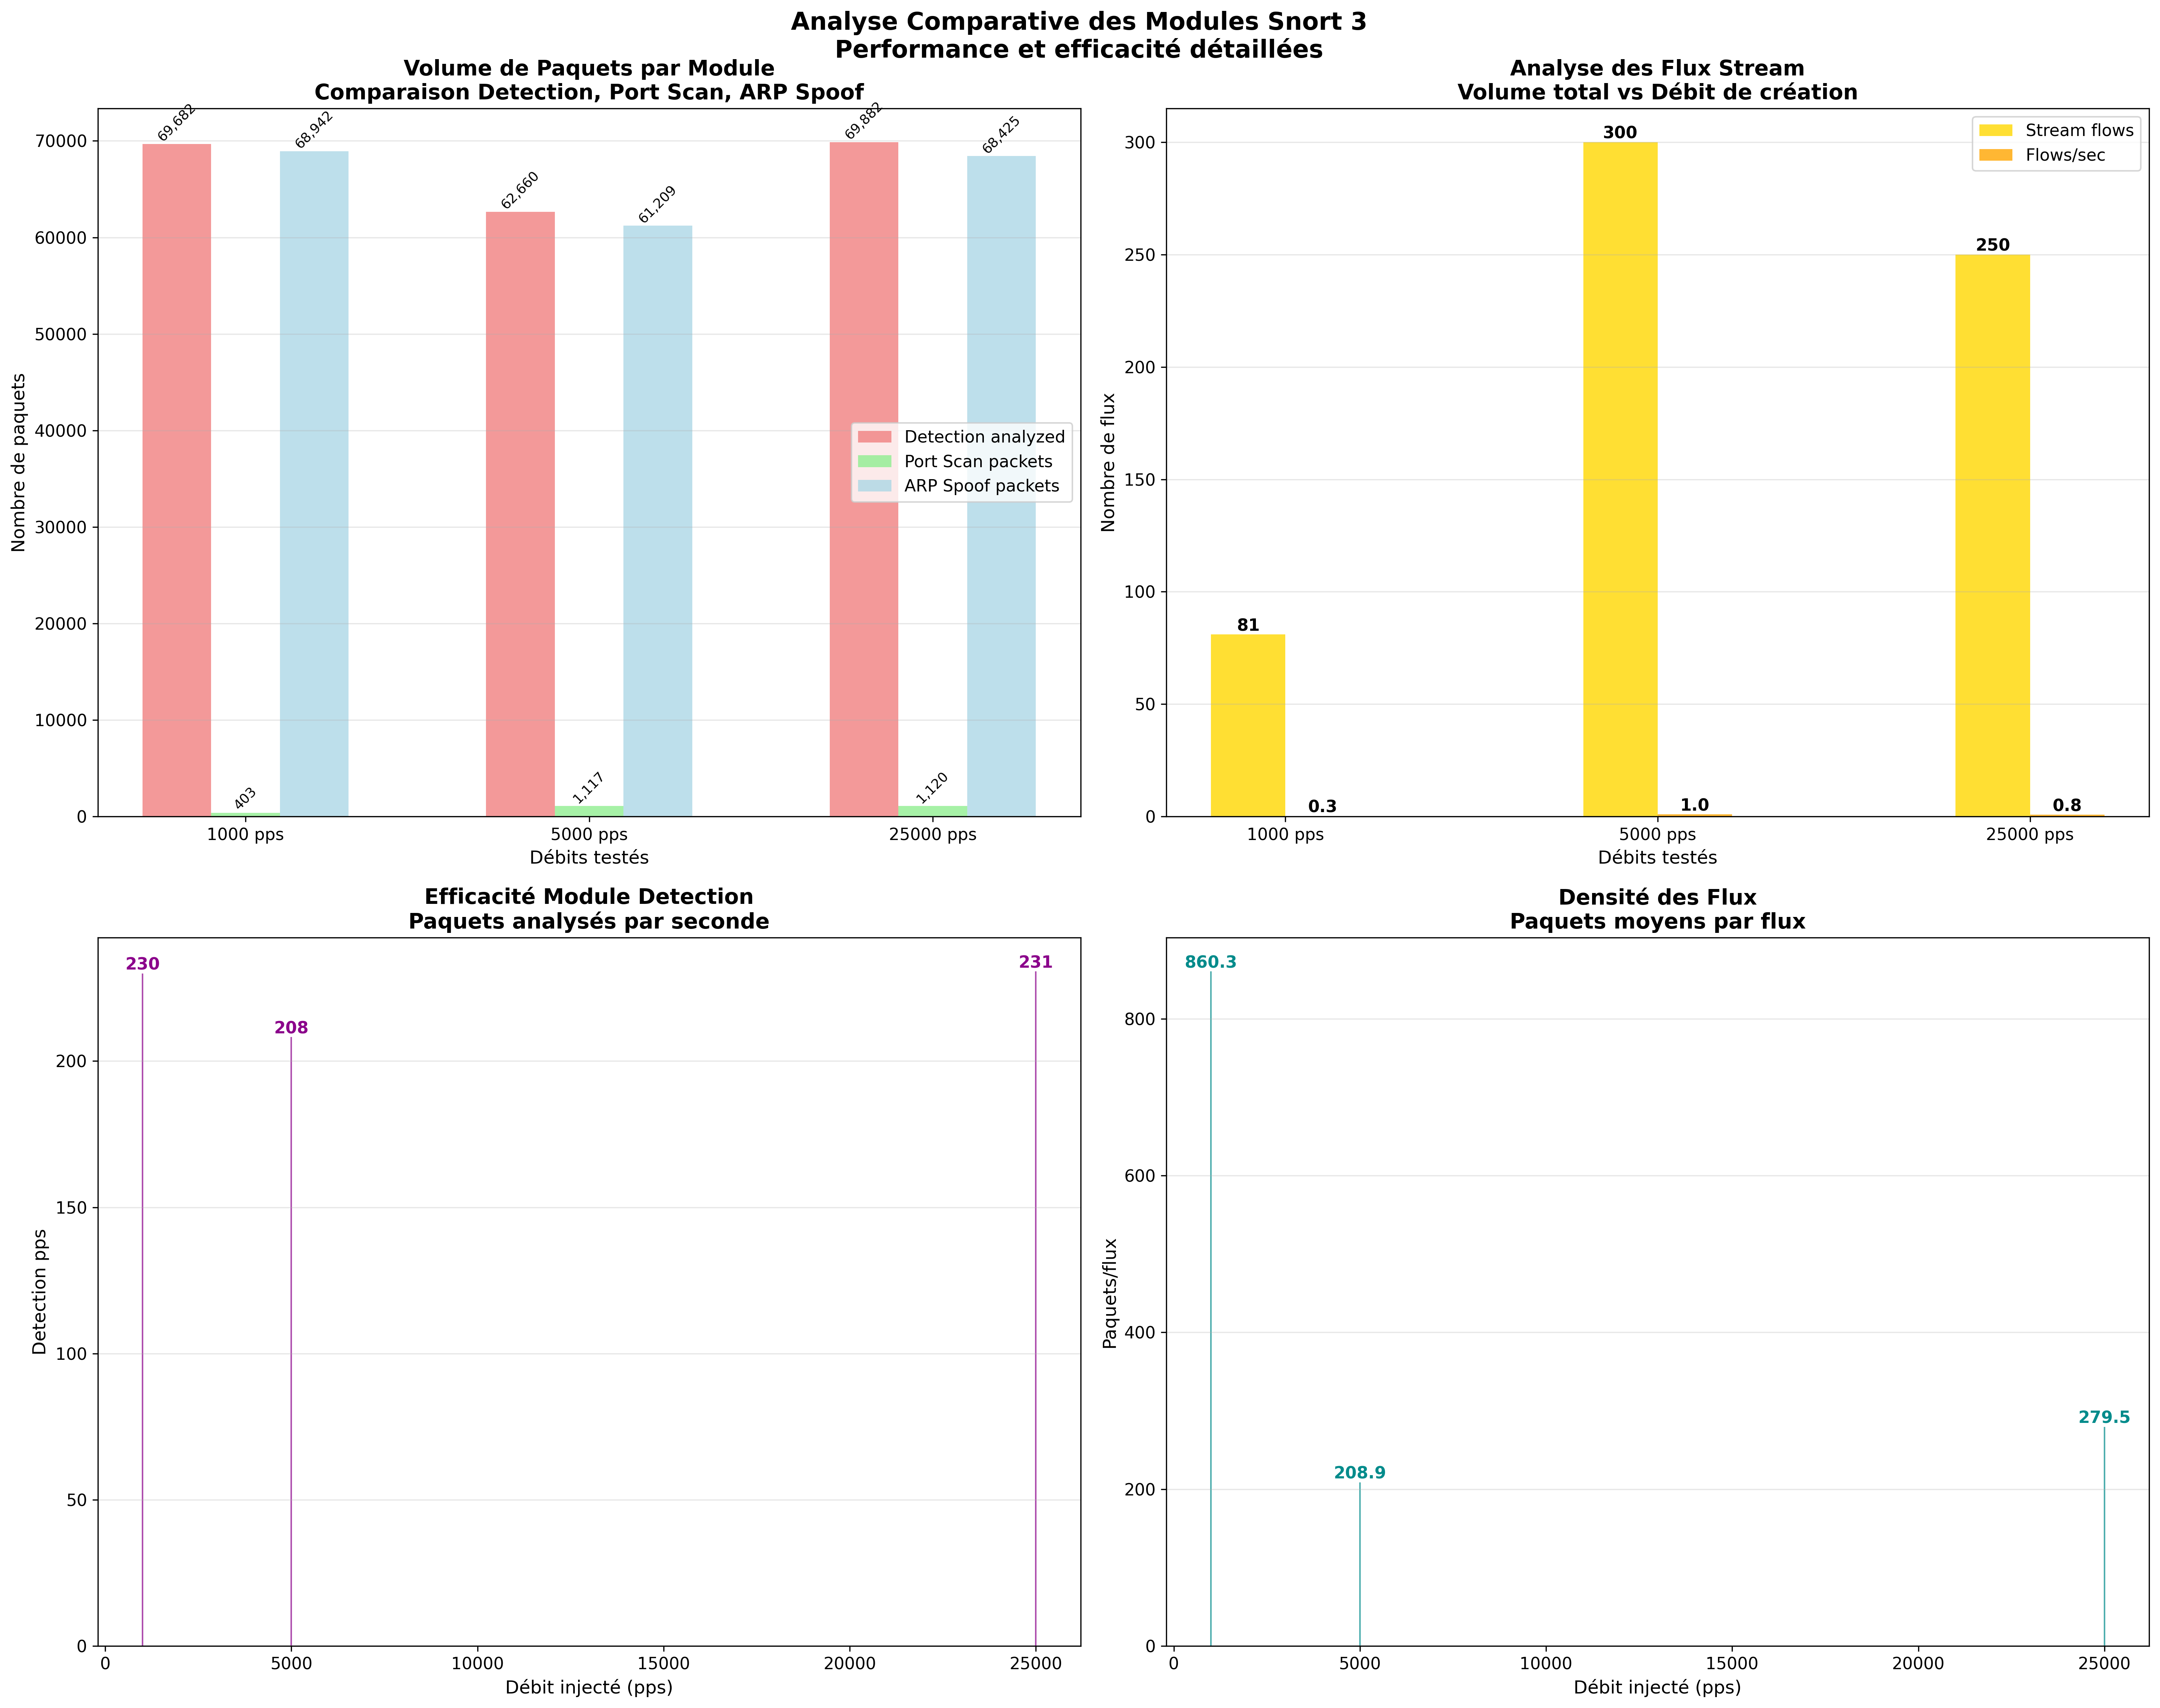 Analyse Comparative des Modules Snort 3
Performance et efficacité détaillées
Volume de Paquets par Module
Comparaison Detection, Port Scan, ARP Spoof
Nombre de paquets
70000
60000
50000
40000
30000
20000
10000
0
69,682
403
68,942
62,660
1,117
61,209
69,882
1,120
68,425
Detection analyzed
Port Scan packets
ARP Spoof packets
1000 pps
5000 pps
25000 pps
Débits testés
Analyse des Flux Stream
Volume total vs Débit de création
Nombre de flux
300
250
200
150
100
50
0
81
0.3
300
1.0
250
0.8
Stream flows
Flows/sec
1000 pps
5000 pps
25000 pps
Débits testés
Efficacité Module Detection
Paquets analysés par seconde
Detection pps
200
150
100
50
0
230
208
231
0
5000
10000
15000
20000
25000
Débit injecté (pps)
Densité des Flux
Paquets moyens par flux
Paquets/flux
800
600
400
200
0
860.3
208.9
279.5
0
5000
10000
15000
20000
25000
Débit injecté (pps)